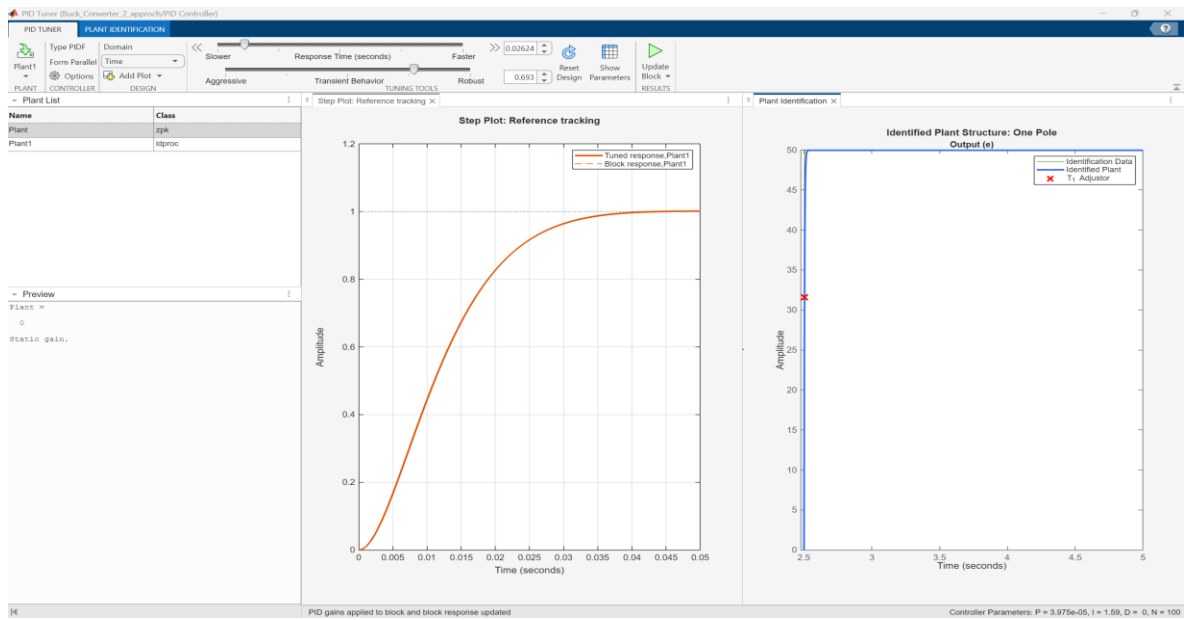 PID Tuner (Buck_Converter_2_approch/PID Controller)
PID TUNER PLANT IDENTIFICATION
Plant1
Type PIDF
Form Parallel
Options
Domain
Time
Add Plot
Slower Response Time (seconds) Faster
0.02624
Aggressive Transient Behavior Robust
0.693
Reset Design
Show Parameters
Update Block
PLANT CONTROLLER DESIGN TUNING TOOLS RESULTS
Plant List
Name Class
Plant zpk
Plant1 idproc
Preview
Plant =
0
Static gain.
Step Plot: Reference tracking
Step Plot: Reference tracking
Tuned response,Plant1
Block response,Plant1
1.2
1
0.8
0.6
0.4
0.2
0
Amplitude
0 0.005 0.01 0.015 0.02 0.025 0.03 0.035 0.04 0.045 0.05
Time (seconds)
Plant Identification
Identified Plant Structure: One Pole
Output (e)
Identification Data
Identified Plant
T₁ Adjustor
50
45
40
35
30
25
20
15
10
5
0
Amplitude
2.5 3 3.5 4 4.5 5
Time (seconds)
PID gains applied to block and block response updated
Controller Parameters: P = 3.975e-05, I = 1.59, D = 0, N = 100